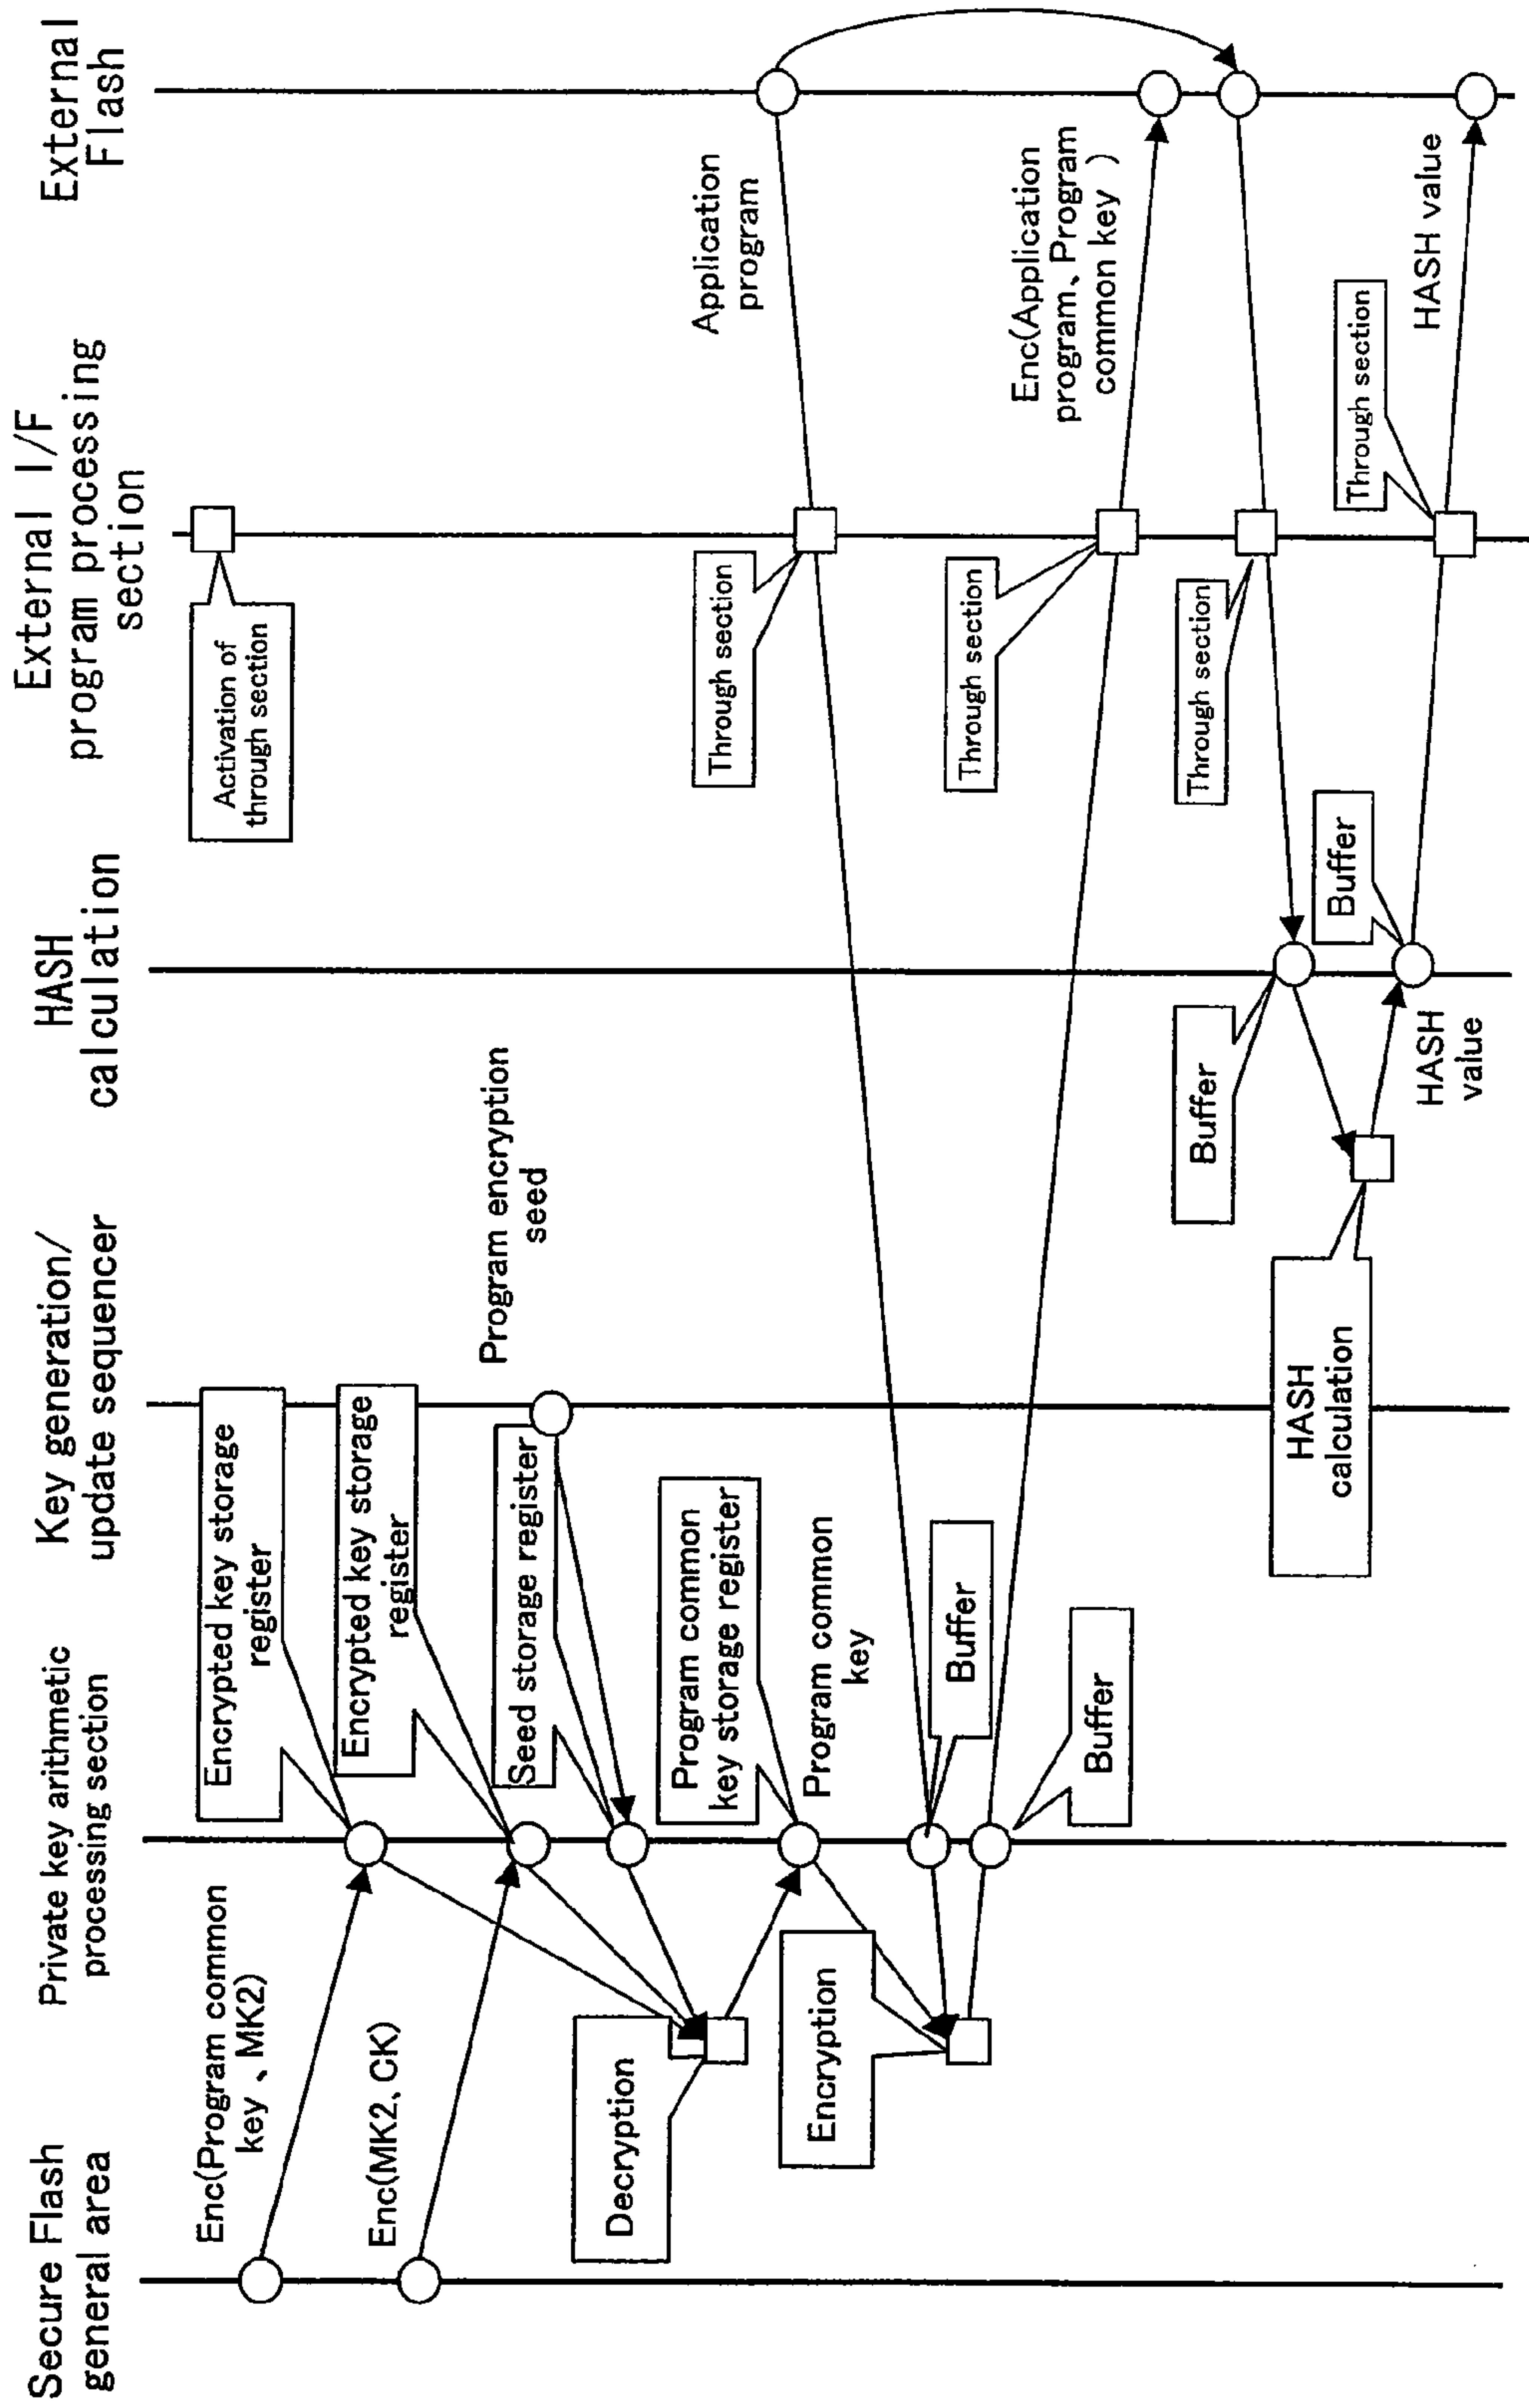 Secure Flash
general area
Private key arithmetic
processing section
Key generation/
update sequencer
HASH
calculation
External I/F
program processing
section
External
Flash
Activation of
through section
Enc(Program common
key、MK2)
Encrypted key storage
register
Enc(MK2、CK)
Encrypted key storage
register
Program encryption
seed
Seed storage register
Decryption
Program common
key storage register
Program common
key
Application
program
Through section
Encryption
Buffer
Buffer
Through section
Enc(Application
program、Program
common key )
Through section
Buffer
HASH
calculation
HASH
value
Buffer
Through section
HASH value